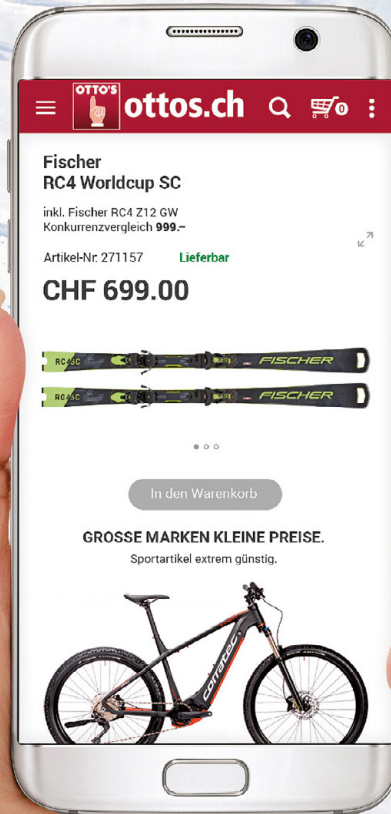 OTTO'S
ottos.ch
0
Fischer
RC4 Worldcup SC
inkl. Fischer RC4 Z12 GW
Konkurrenzvergleich 999.–
Artikel-Nr. 271157 Lieferbar
CHF 699.00
RC4SC FISCHER
RC4SC FISCHER
In den Warenkorb
GROSSE MARKEN KLEINE PREISE.
Sportartikel extrem günstig.
corratec